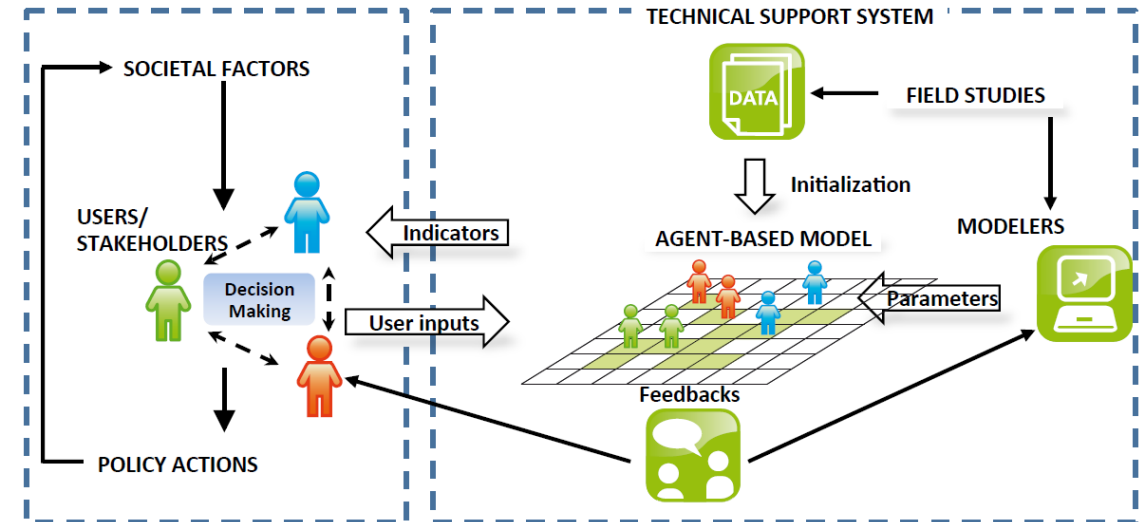 TECHNICAL SUPPORT SYSTEM
SOCIETAL FACTORS
DATA
FIELD STUDIES
Initialization
USERS/
STAKEHOLDERS
Indicators
AGENT-BASED MODEL
MODELERS
Decision
Making
User inputs
Parameters
Feedbacks
POLICY ACTIONS